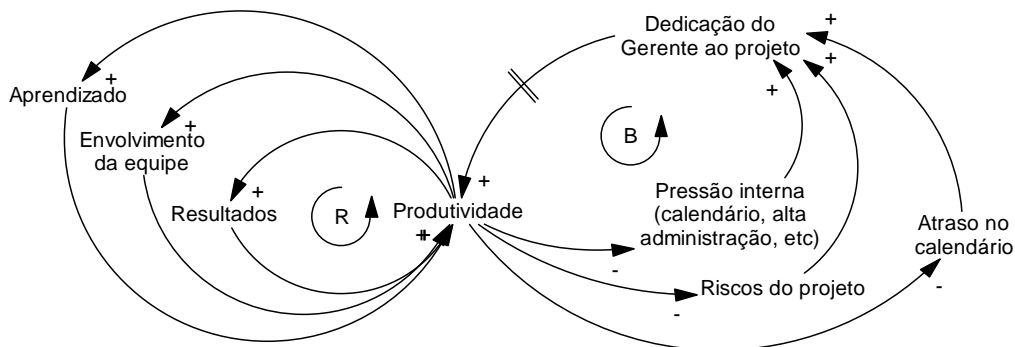 Dedicação do
Gerente ao projeto
+
+
+
Aprendizado
+
Envolvimento
da equipe
+
B
Resultados
+
R
Produtividade
+
++
Pressão interna
(calendário, alta
administração, etc)
-
Riscos do projeto
-
Atraso no
calendário
-